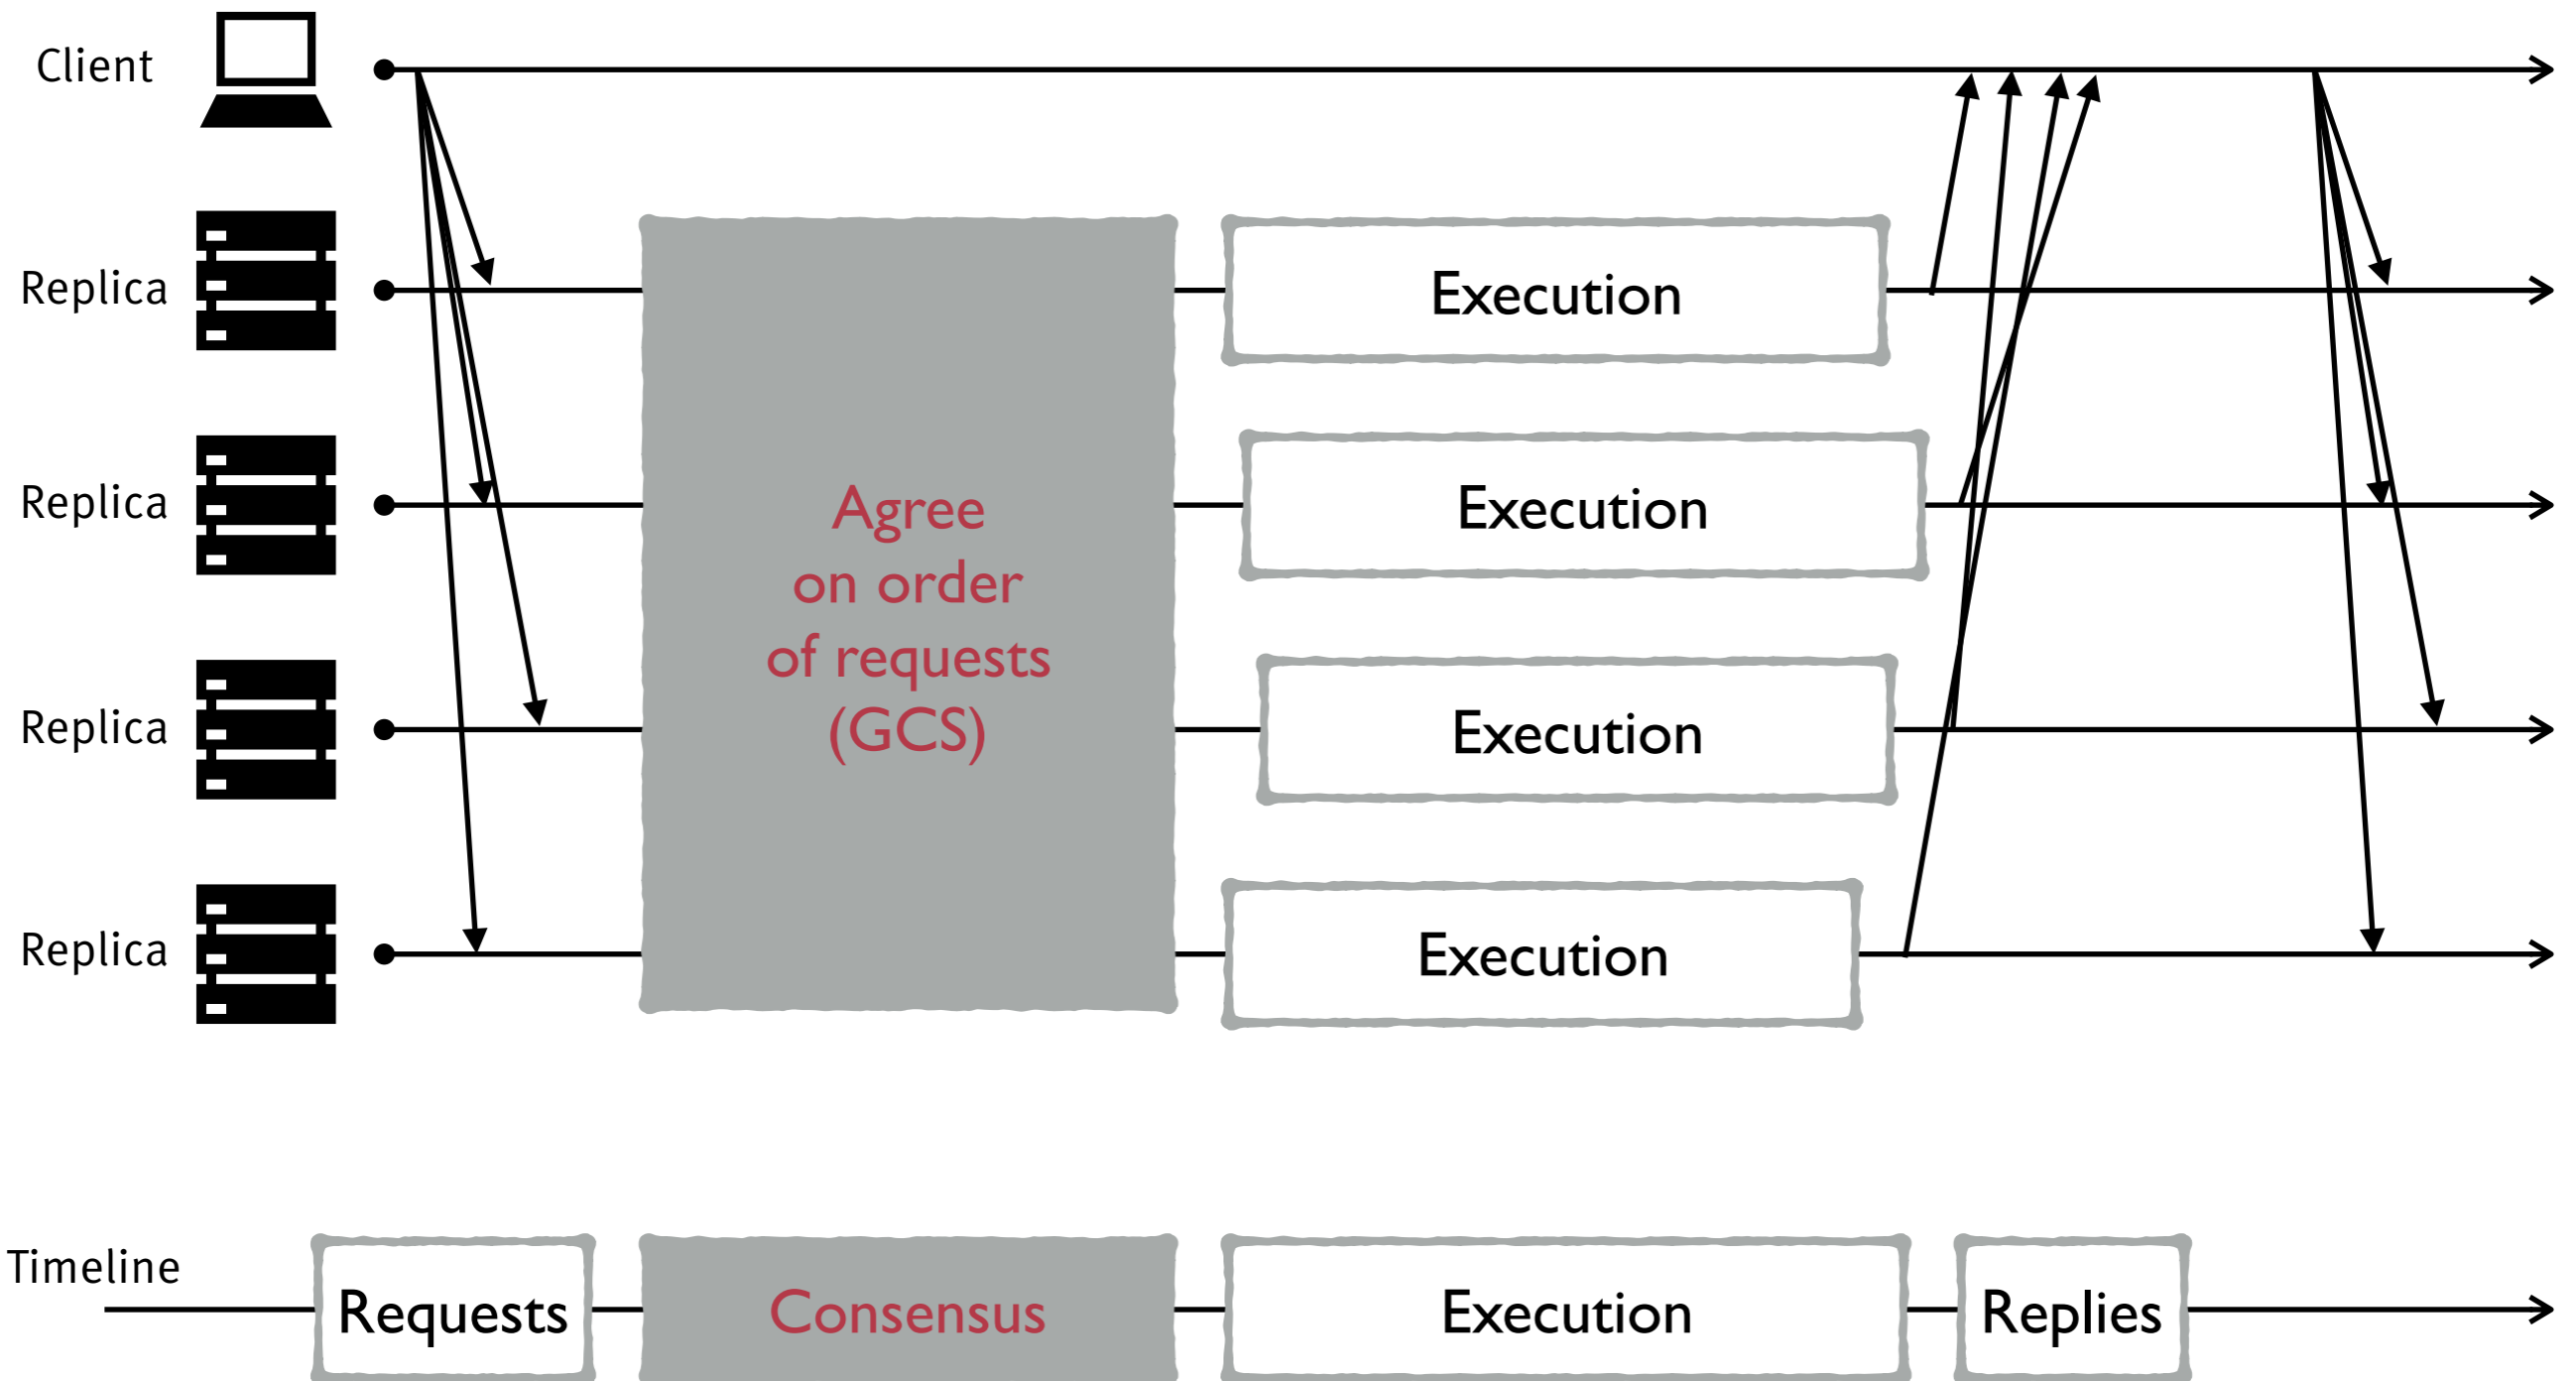 Client
Replica
Execution
Replica
Execution
Agree
on order
of requests
(GCS)
Replica
Execution
Replica
Execution
Timeline
Requests
Consensus
Execution
Replies